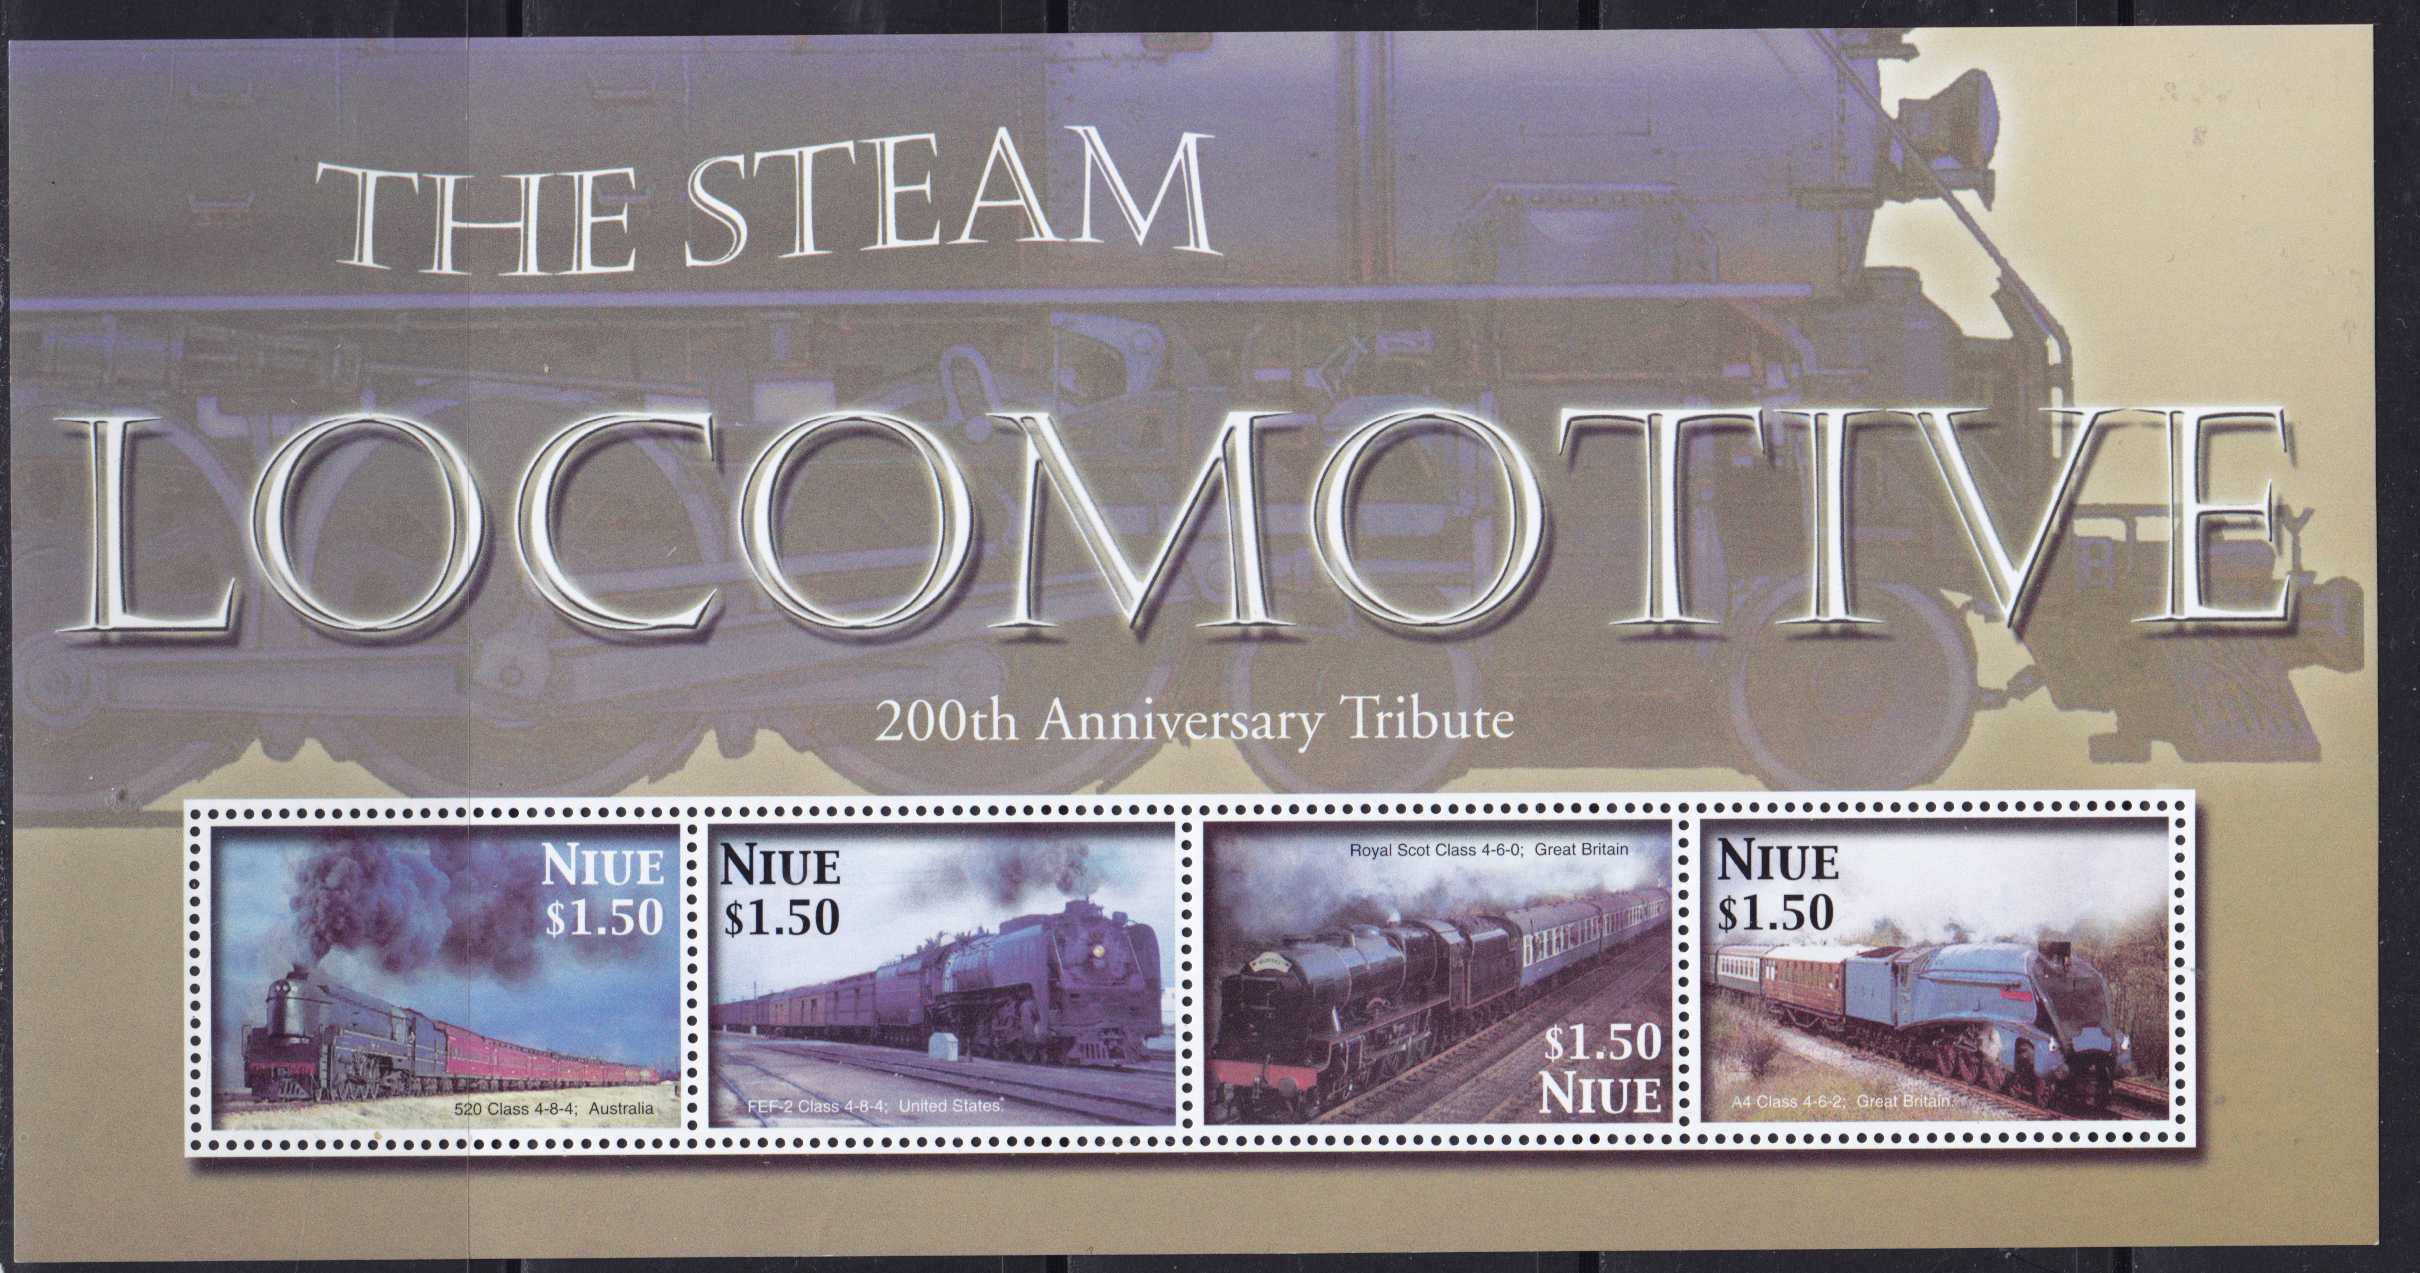 THE STEAM
LOCOMOTIVE
200th Anniversary Tribute
NIUE
$1.50
520 Class 4-8-4; Australia
NIUE
$1.50
FEF-2 Class 4-8-4; United States.
Royal Scot Class 4-6-0; Great Britain
$1.50
NIUE
NIUE
$1.50
A4 Class 4-6-2; Great Britain.